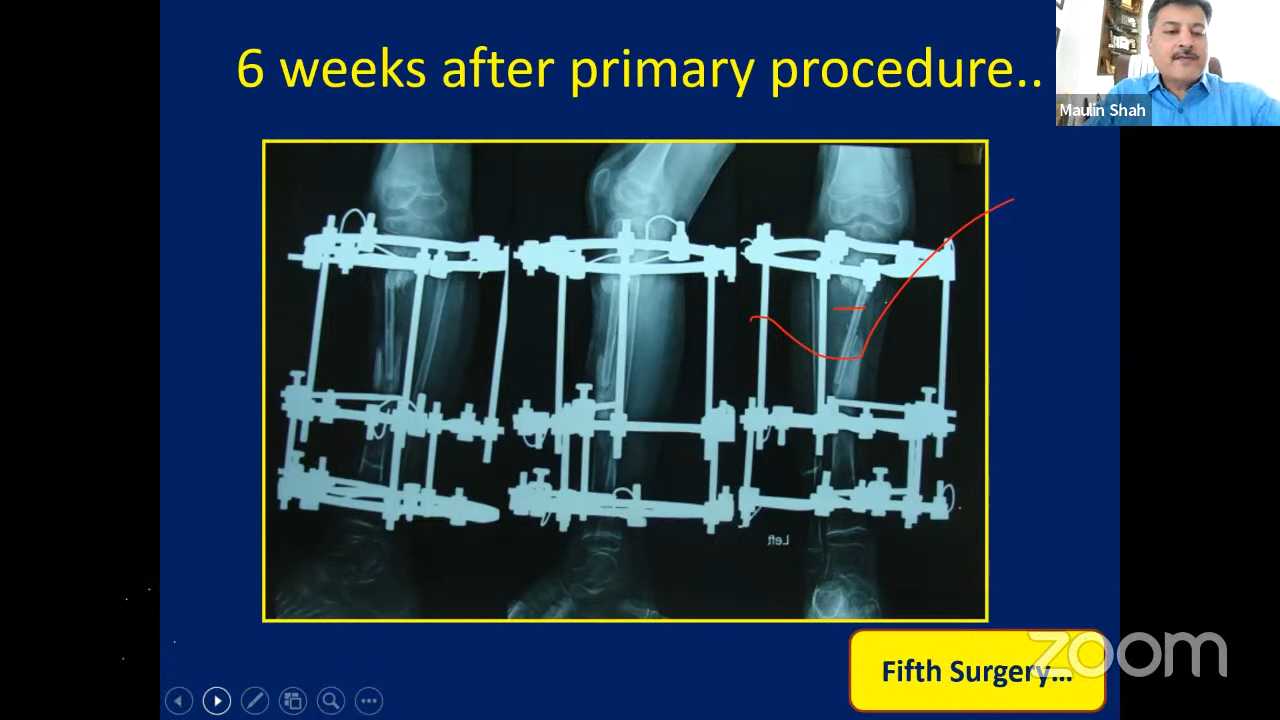 6 weeks after primary procedure..
Maulin Shah
Left
Fifth Surgery...
zoom